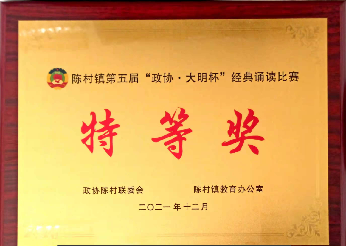 陈村镇第五届“政协·大明杯”经典诵读比赛
特等奖
政协陈村联委会 陈村镇教育办公室
二〇二一年十二月